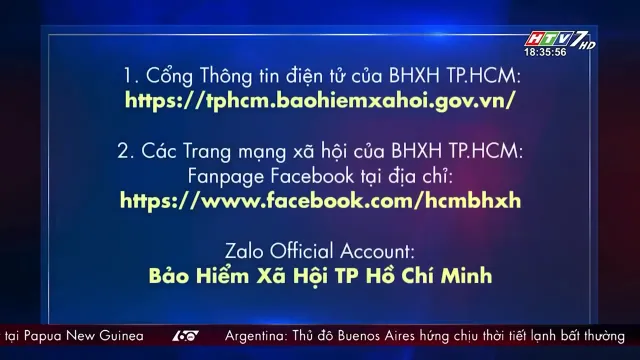 HTV7 HD
18:35:56
1. Cổng Thông tin điện tử của BHXH TP.HCM:
https://tphcm.baohiemxahoi.gov.vn/
2. Các Trang mạng xã hội của BHXH TP.HCM:
Fanpage Facebook tại địa chỉ:
https://www.facebook.com/hcmbhxh
Zalo Official Account:
Bảo Hiểm Xã Hội TP Hồ Chí Minh
tại Papua New Guinea 60 Argentina: Thủ đô Buenos Aires hứng chịu thời tiết lạnh bất thường